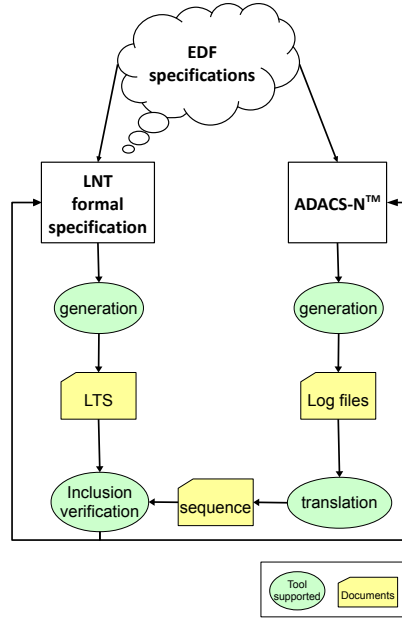 EDF
specifications
LNT
formal
specification
ADACS-N™
generation
generation
LTS
Log files
Inclusion
verification
sequence
translation
Tool
supported
Documents